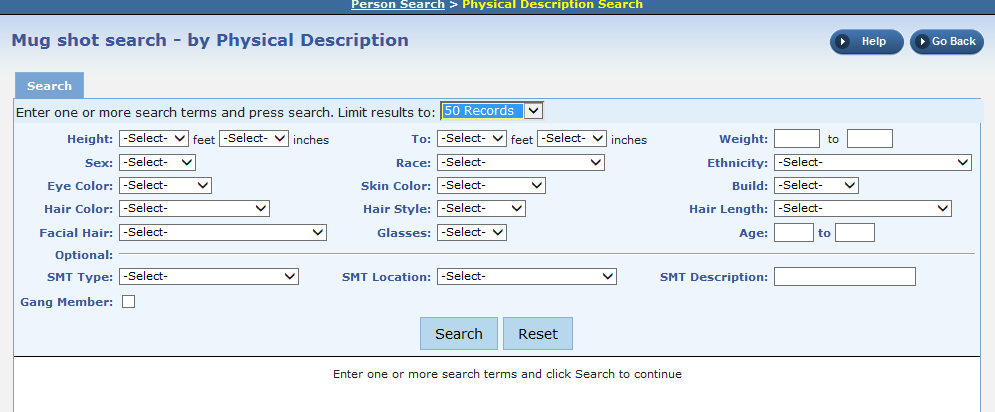 Person Search > Physical Description Search
Mug shot search - by Physical Description
Help Go Back
Search
Enter one or more search terms and press search. Limit results to: 50 Records
Height: -Select- feet -Select- inches To: -Select- feet -Select- inches Weight: to
Sex: -Select- Race: -Select- Ethnicity: -Select-
Eye Color: -Select- Skin Color: -Select- Build: -Select-
Hair Color: -Select- Hair Style: -Select- Hair Length: -Select-
Facial Hair: -Select- Glasses: -Select- Age: to
Optional:
SMT Type: -Select- SMT Location: -Select- SMT Description:
Gang Member:
Search Reset
Enter one or more search terms and click Search to continue